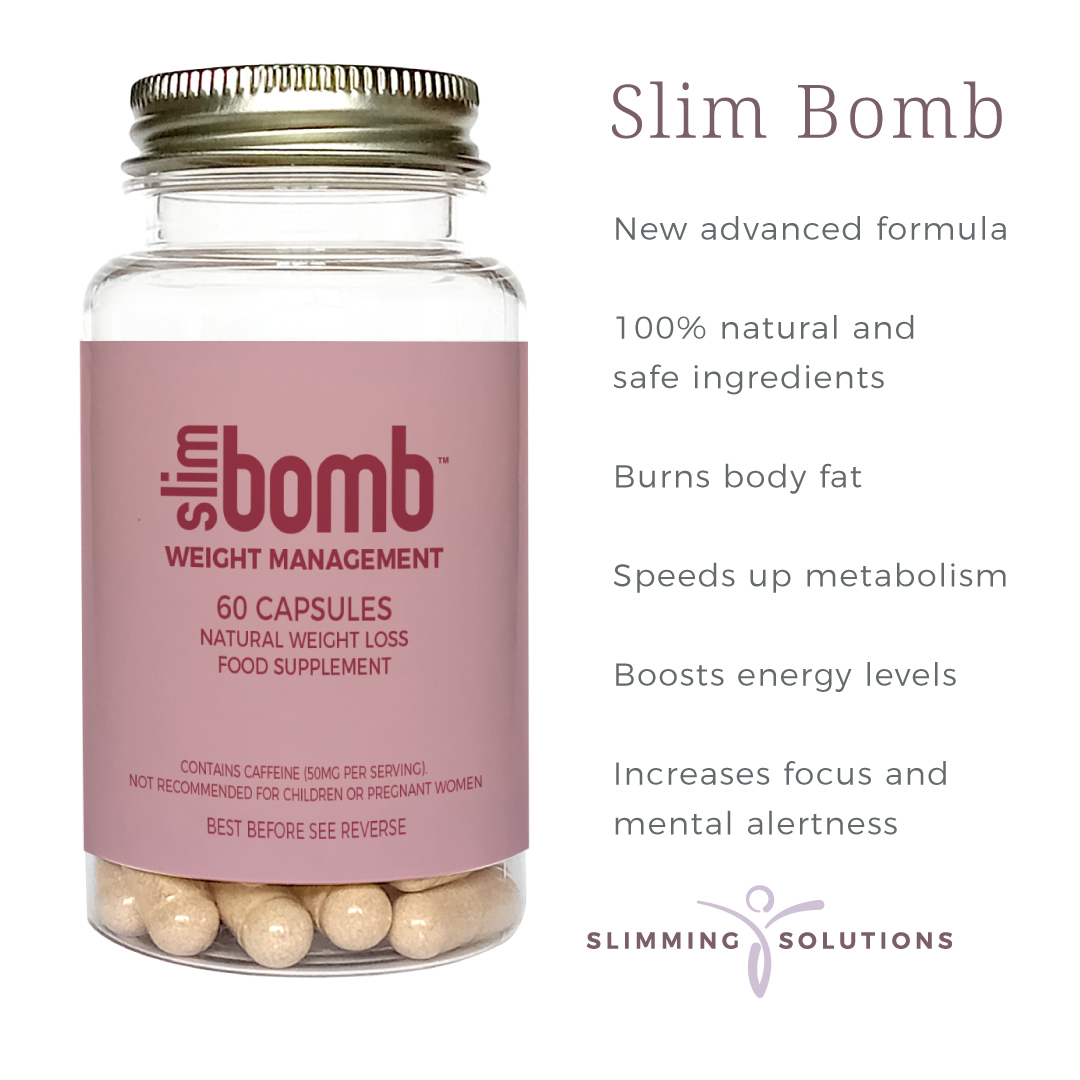 Slim Bomb
New advanced formula
100% natural and
safe ingredients
Burns body fat
Speeds up metabolism
Boosts energy levels
Increases focus and
mental alertness
SLIMMING SOLUTIONS
slim bomb™
WEIGHT MANAGEMENT
60 CAPSULES
NATURAL WEIGHT LOSS
FOOD SUPPLEMENT
CONTAINS CAFFEINE (50MG PER SERVING).
NOT RECOMMENDED FOR CHILDREN OR PREGNANT WOMEN
BEST BEFORE SEE REVERSE